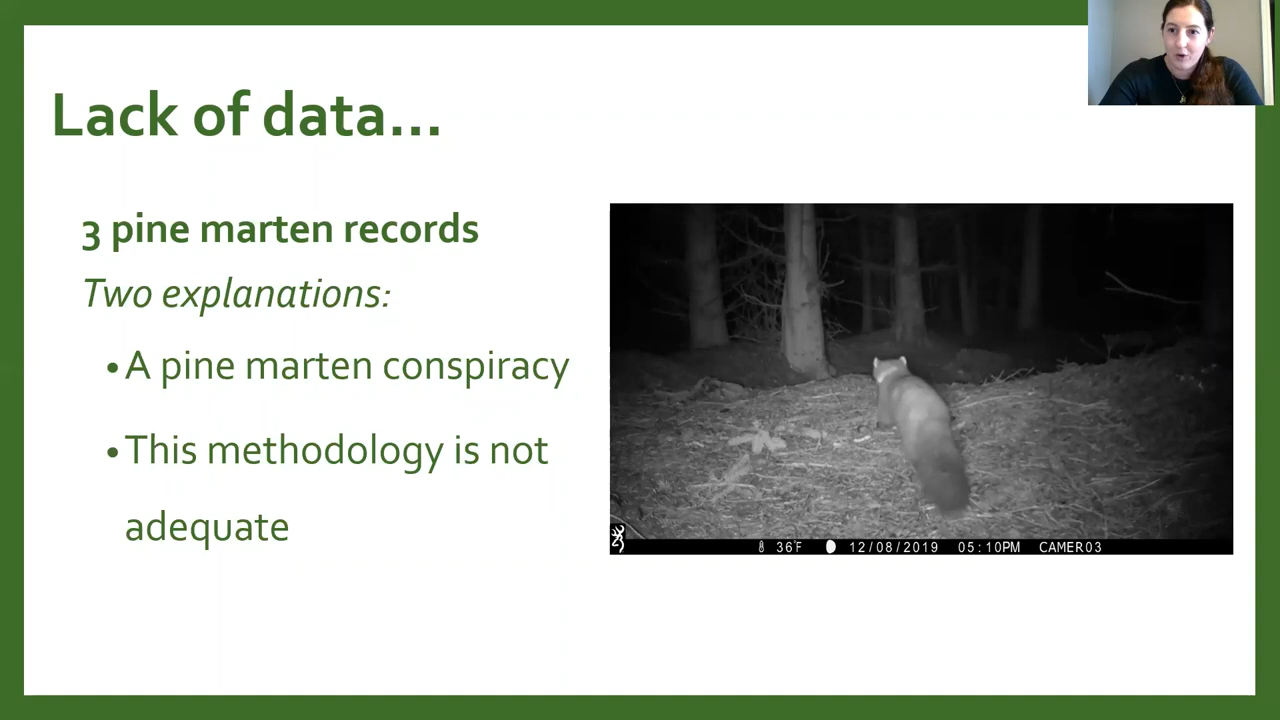 Lack of data...
3 pine marten records
Two explanations:
•A pine marten conspiracy
•This methodology is not
adequate
36°F 12/08/2019 05:10PM CAMER03